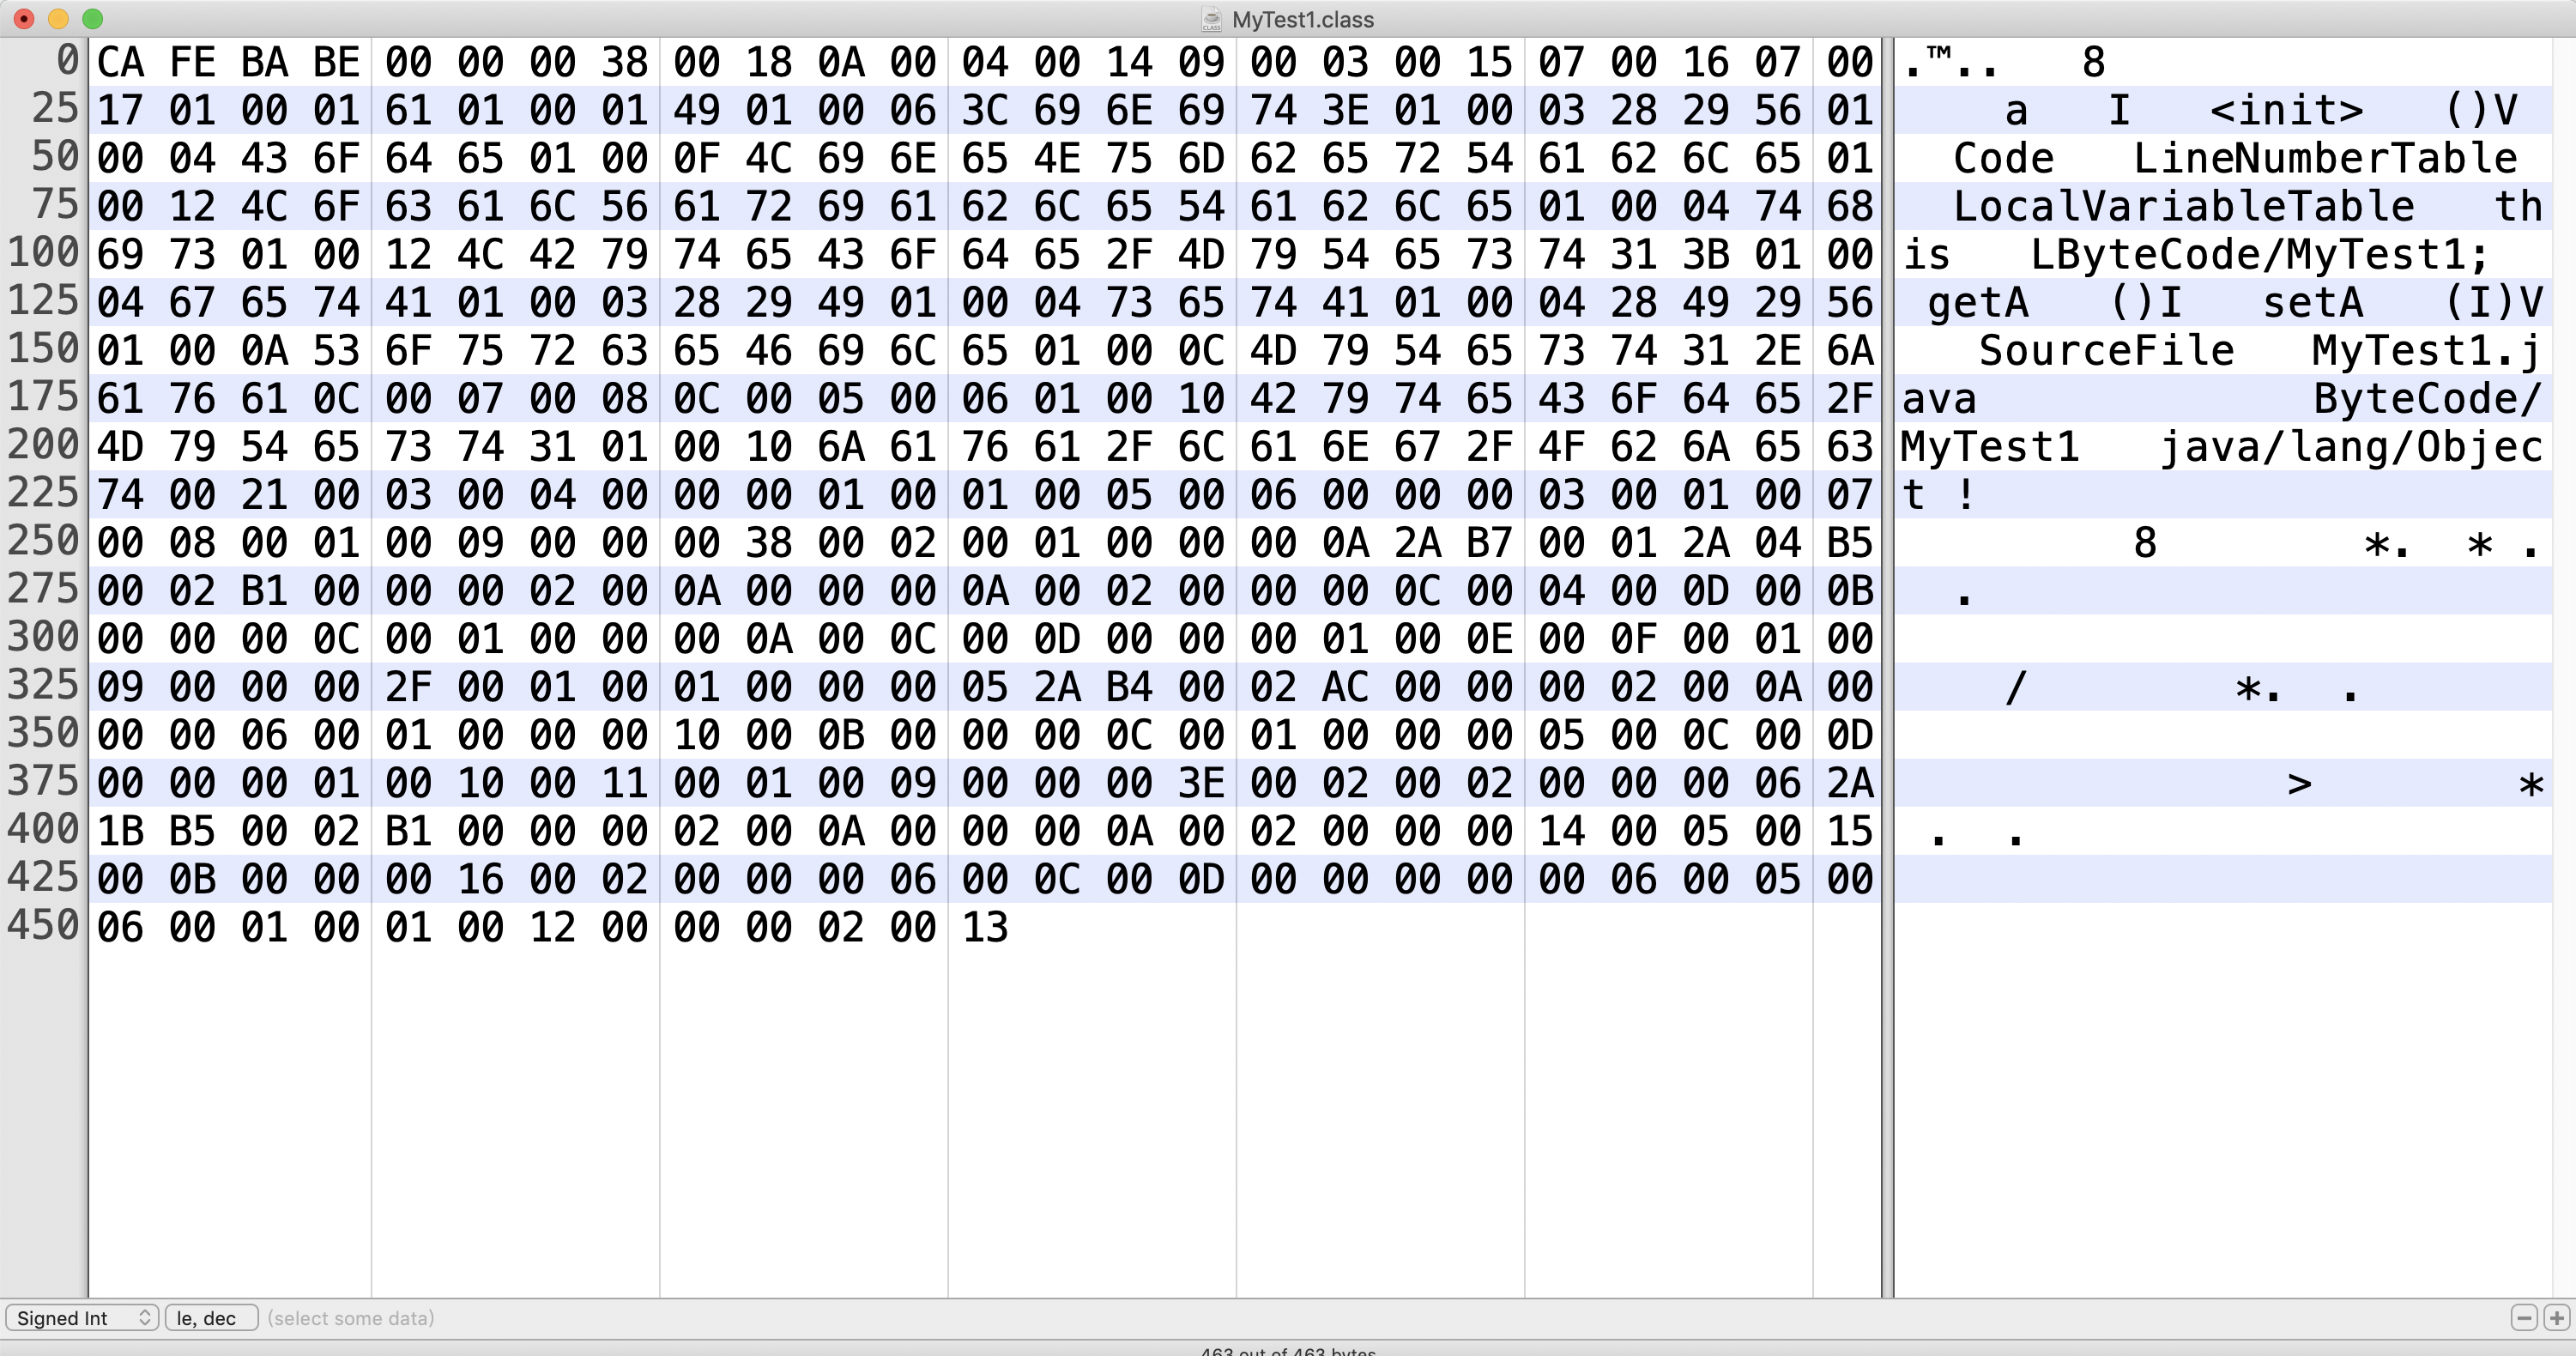 MyTest1.class
0 CA FE BA BE 00 00 00 38 00 18 0A 00 04 00 14 09 00 03 00 15 07 00 16 07 00 .™.. 8
25 17 01 00 01 61 01 00 01 49 01 00 06 3C 69 6E 69 74 3E 01 00 03 28 29 56 01 a I <init> ()V
50 00 04 43 6F 64 65 01 00 0F 4C 69 6E 65 4E 75 6D 62 65 72 54 61 62 6C 65 01 Code LineNumberTable
75 00 12 4C 6F 63 61 6C 56 61 72 69 61 62 6C 65 54 61 62 6C 65 01 00 04 74 68 LocalVariableTable th
100 69 73 01 00 12 4C 42 79 74 65 43 6F 64 65 2F 4D 79 54 65 73 74 31 3B 01 00 is LByteCode/MyTest1;
125 04 67 65 74 41 01 00 03 28 29 49 01 00 04 73 65 74 41 01 00 04 28 49 29 56 getA ()I setA (I)V
150 01 00 0A 53 6F 75 72 63 65 46 69 6C 65 01 00 0C 4D 79 54 65 73 74 31 2E 6A SourceFile MyTest1.j
175 61 76 61 0C 00 07 00 08 0C 00 05 00 06 01 00 10 42 79 74 65 43 6F 64 65 2F ava ByteCode/
200 4D 79 54 65 73 74 31 01 00 10 6A 61 76 61 2F 6C 61 6E 67 2F 4F 62 6A 65 63 MyTest1 java/lang/Objec
225 74 00 21 00 03 00 04 00 00 00 01 00 01 00 05 00 06 00 00 00 03 00 01 00 07 t !
250 00 08 00 01 00 09 00 00 00 38 00 02 00 01 00 00 00 0A 2A B7 00 01 2A 04 B5 8 *. * .
275 00 02 B1 00 00 00 02 00 0A 00 00 00 0A 00 02 00 00 00 0C 00 04 00 0D 00 0B .
300 00 00 00 0C 00 01 00 00 00 0A 00 0C 00 0D 00 00 00 01 00 0E 00 0F 00 01 00
325 09 00 00 00 2F 00 01 00 01 00 00 00 05 2A B4 00 02 AC 00 00 00 02 00 0A 00 / *. .
350 00 00 06 00 01 00 00 00 10 00 0B 00 00 00 0C 00 01 00 00 00 05 00 0C 00 0D
375 00 00 00 01 00 10 00 11 00 01 00 09 00 00 00 3E 00 02 00 02 00 00 00 06 2A > *
400 1B B5 00 02 B1 00 00 00 02 00 0A 00 00 00 0A 00 02 00 00 00 14 00 05 00 15 . .
425 00 0B 00 00 00 16 00 02 00 00 00 06 00 0C 00 0D 00 00 00 00 00 06 00 05 00
450 06 00 01 00 01 00 12 00 00 00 02 00 13
Signed Int le, dec (select some data)
463 out of 463 bytes